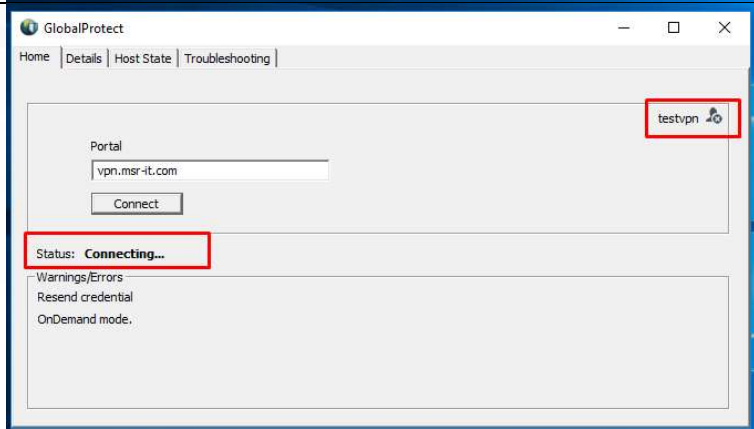 GlobalProtect
Home Details Host State Troubleshooting
testvpn
Portal
vpn.msr-it.com
Connect
Status: Connecting...
Warnings/Errors
Resend credential
OnDemand mode.